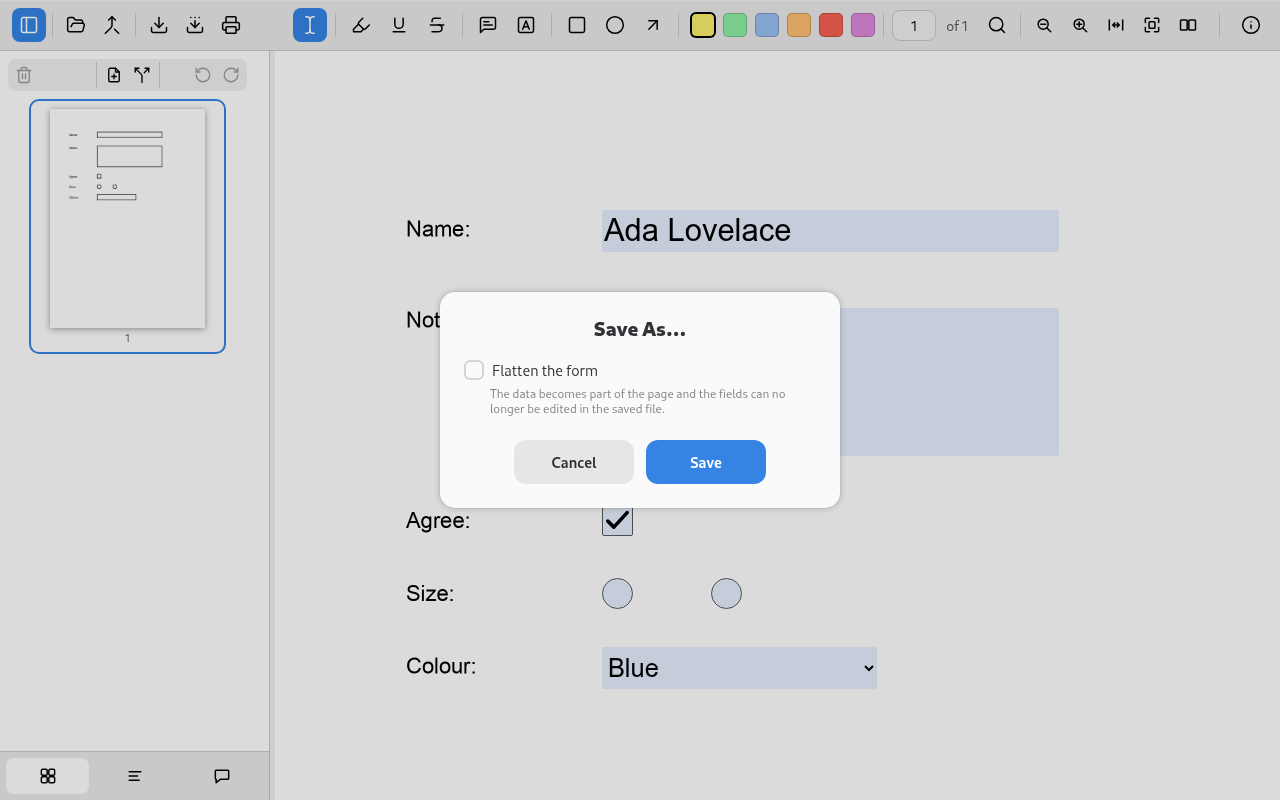 1 of 1
1
Name:
Ada Lovelace
Not
Save As...
Flatten the form
The data becomes part of the page and the fields can no
longer be edited in the saved file.
Cancel
Save
Agree:
Size:
Colour:
Blue